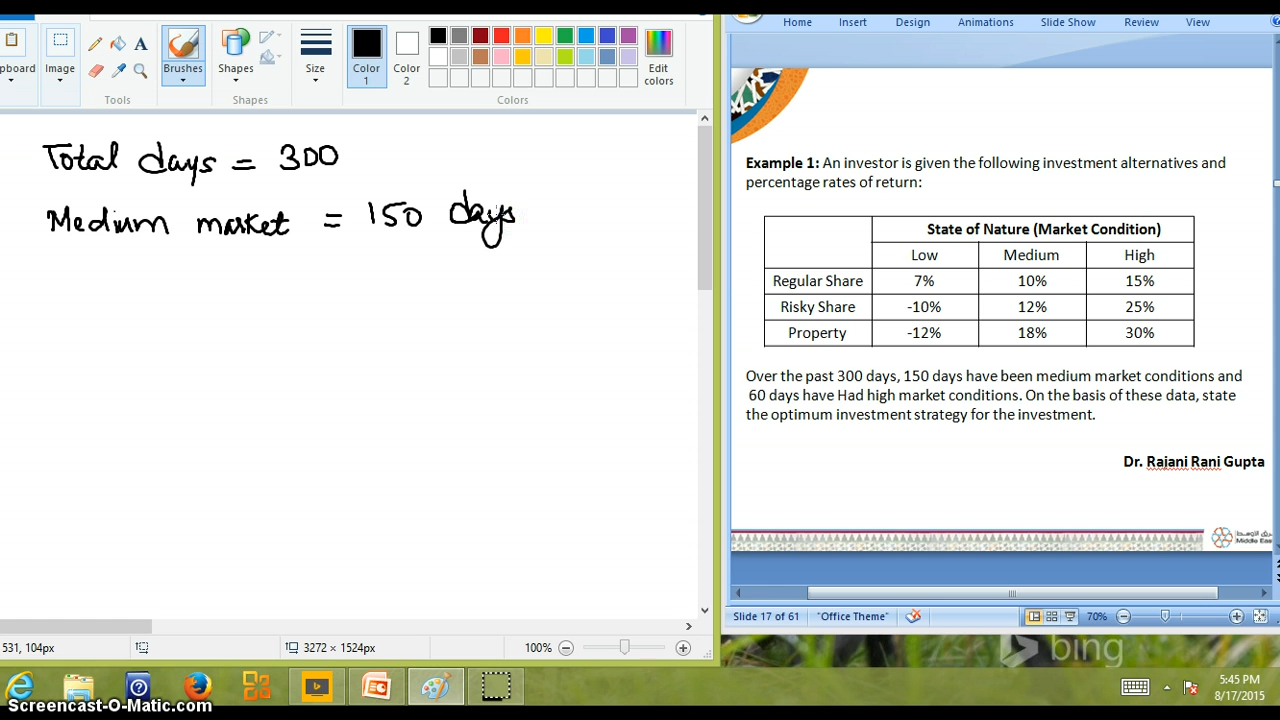 Home Insert Design Animations Slide Show Review View
pboard Image Brushes Shapes Size Color 1 Color 2 Edit colors
Tools Shapes Colors
Total days = 300
Medium market = 150 days
Example 1: An investor is given the following investment alternatives and
percentage rates of return:
State of Nature (Market Condition)
Low Medium High
Regular Share 7% 10% 15%
Risky Share -10% 12% 25%
Property -12% 18% 30%
Over the past 300 days, 150 days have been medium market conditions and
60 days have Had high market conditions. On the basis of these data, state
the optimum investment strategy for the investment.
Dr. Rajani Rani Gupta
Middle Eas
Slide 17 of 61 "Office Theme" 70%
531, 104px 3272 × 1524px 100%
bing
5:45 PM
8/17/2015
Screencast-O-Matic.com